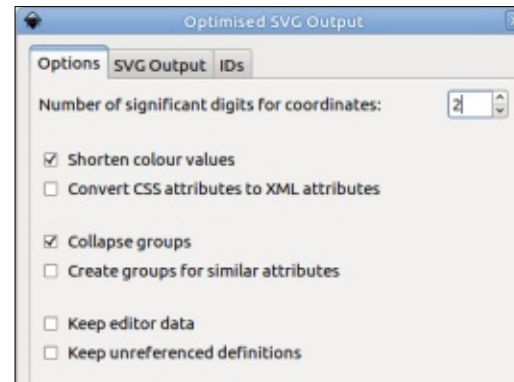 Optimised SVG Output
Options SVG Output IDs
Number of significant digits for coordinates: 2
Shorten colour values
Convert CSS attributes to XML attributes
Collapse groups
Create groups for similar attributes
Keep editor data
Keep unreferenced definitions